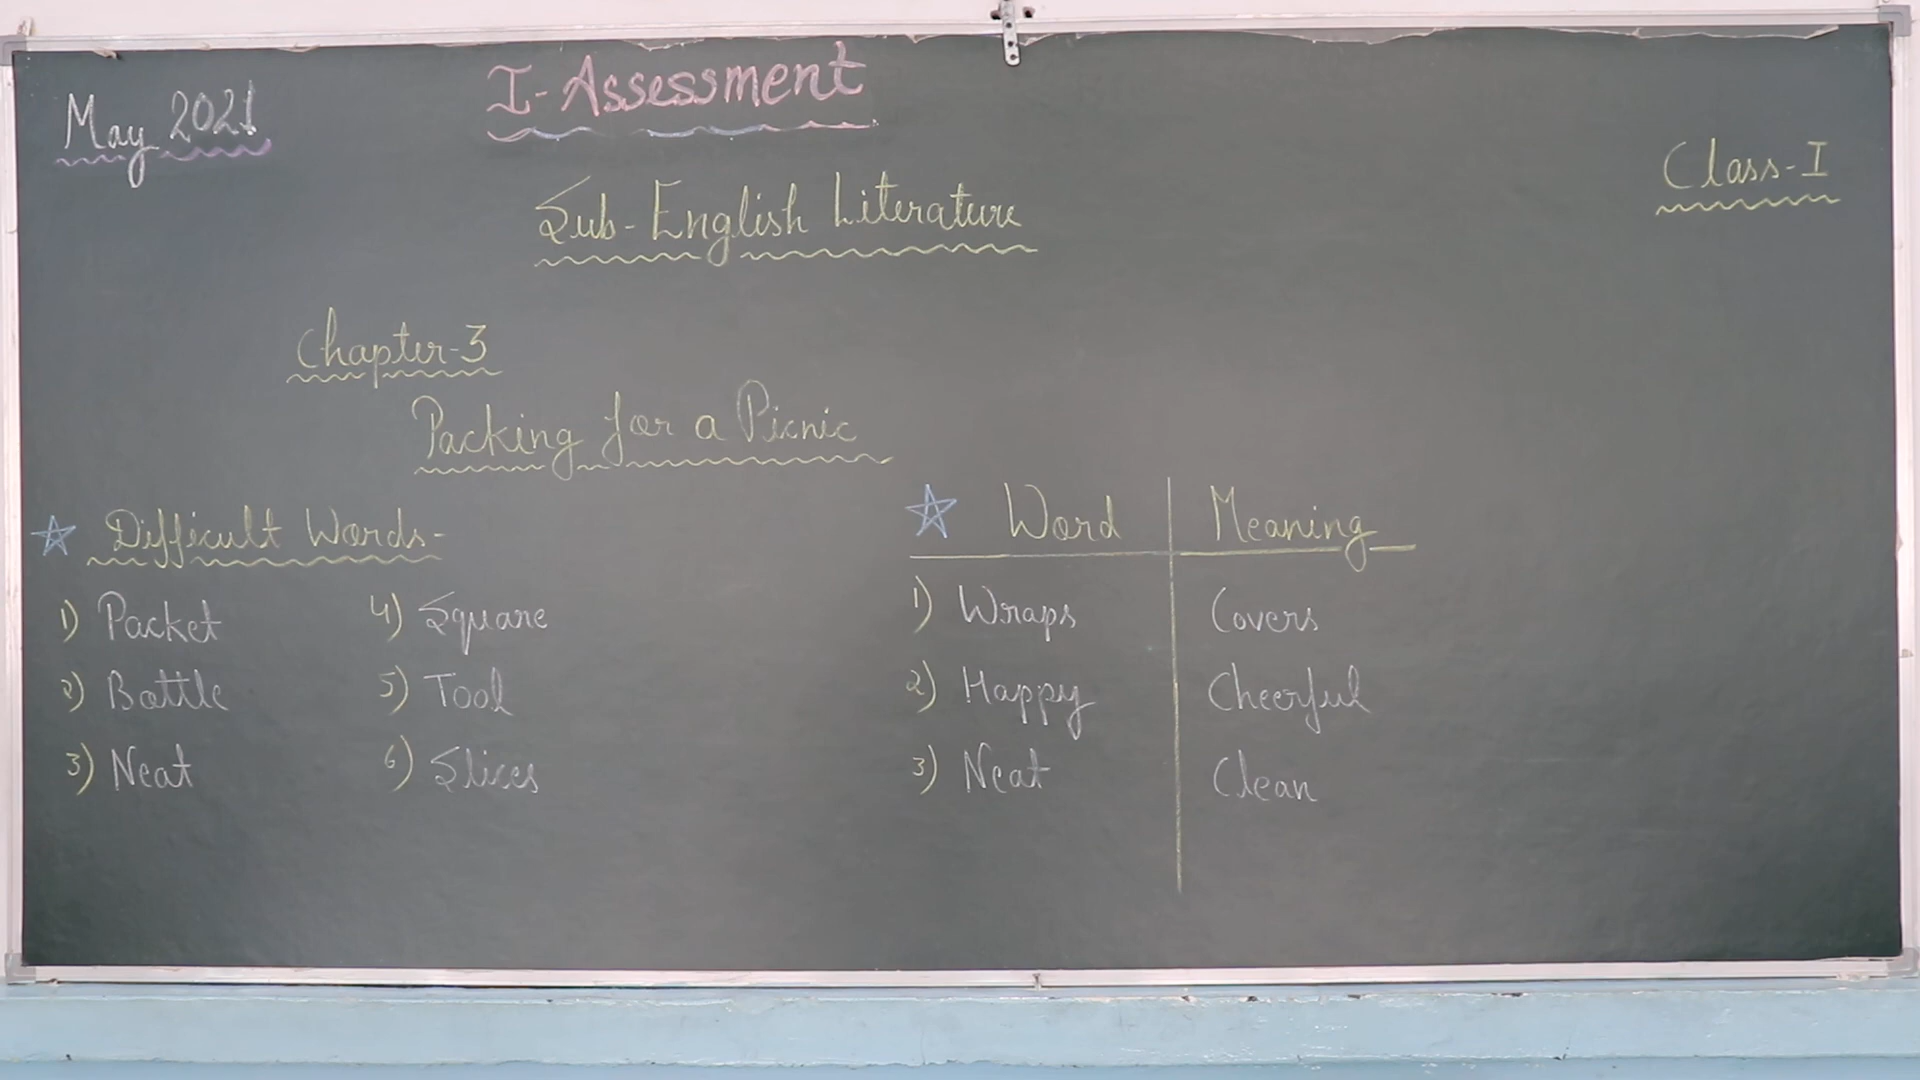 May 2021
I-Assessment
Class-I
Sub-English Literature
Chapter-3
Packing for a Picnic
Difficult Words-
1) Packet 4) Square
2) Bottle 5) Tool
3) Neat 6) Slices
Word Meaning
1) Wraps Covers
2) Happy Cheerful
3) Neat Clean